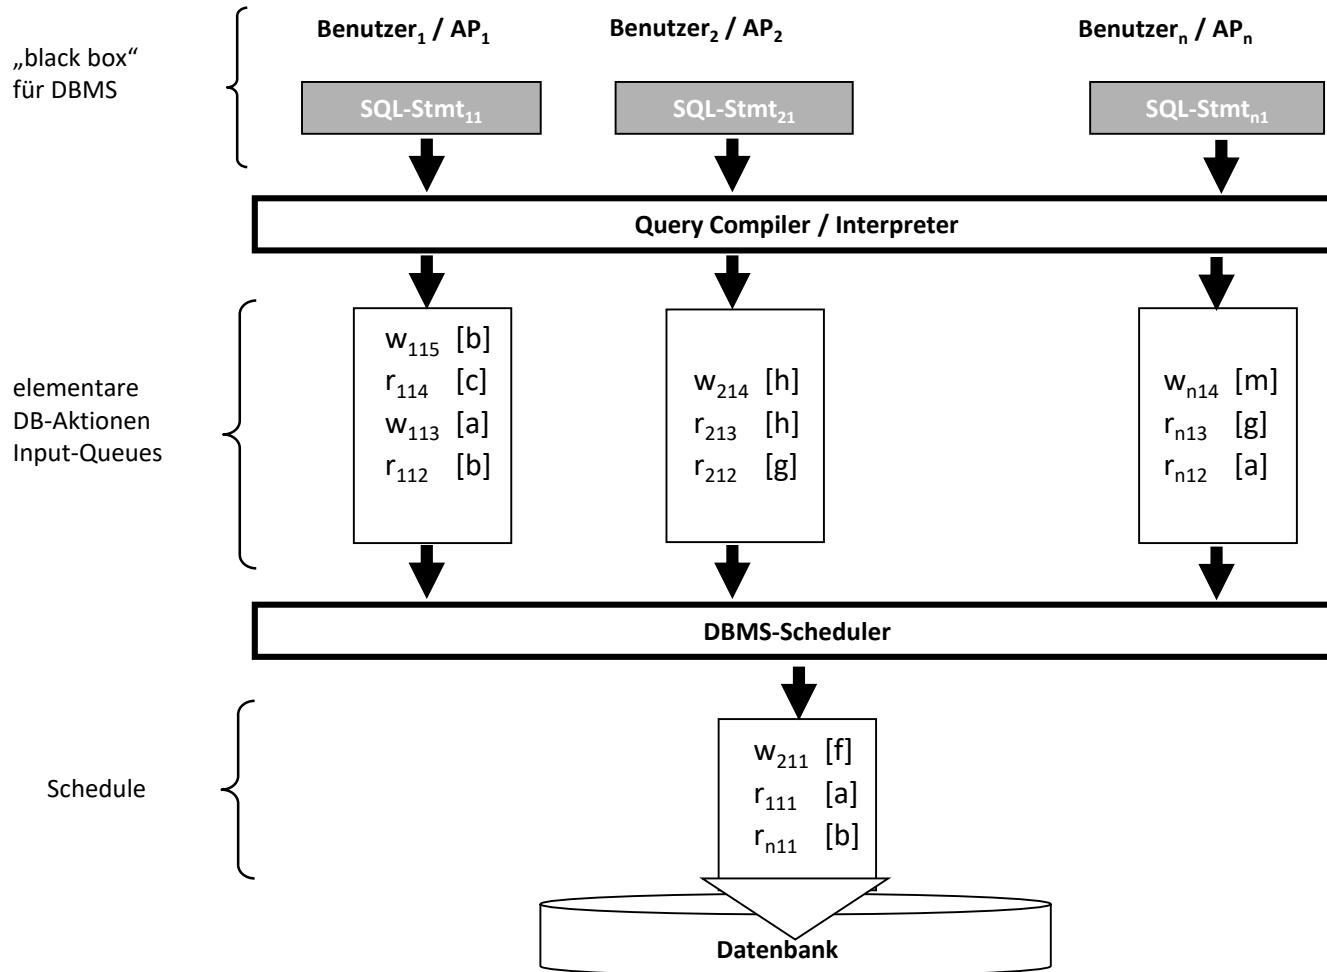 „black box“
für DBMS
Benutzer₁ / AP₁
Benutzer₂ / AP₂
Benutzerₙ / APₙ
SQL-Stmt₁₁
SQL-Stmt₂₁
SQL-Stmtₙ₁
Query Compiler / Interpreter
elementare
DB-Aktionen
Input-Queues
w₁₁₅ [b]
r₁₁₄ [c]
w₁₁₃ [a]
r₁₁₂ [b]
w₂₁₄ [h]
r₂₁₃ [h]
r₂₁₂ [g]
wₙ₁₄ [m]
rₙ₁₃ [g]
rₙ₁₂ [a]
DBMS-Scheduler
Schedule
w₂₁₁ [f]
r₁₁₁ [a]
rₙ₁₁ [b]
Datenbank